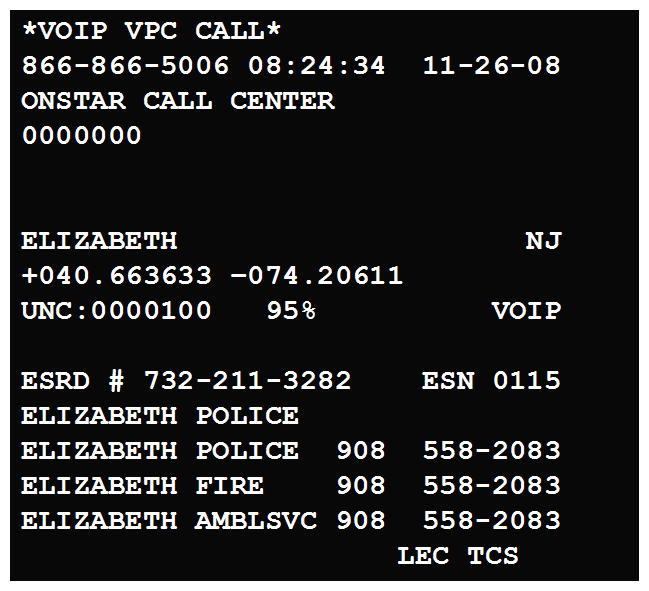 *VOIP VPC CALL*
866-866-5006 08:24:34 11-26-08
ONSTAR CALL CENTER
0000000
ELIZABETH NJ
+040.663633 -074.20611
UNC:0000100 95% VOIP
ESRD # 732-211-3282 ESN 0115
ELIZABETH POLICE
ELIZABETH POLICE 908 558-2083
ELIZABETH FIRE 908 558-2083
ELIZABETH AMBLSVC 908 558-2083
LEC TCS